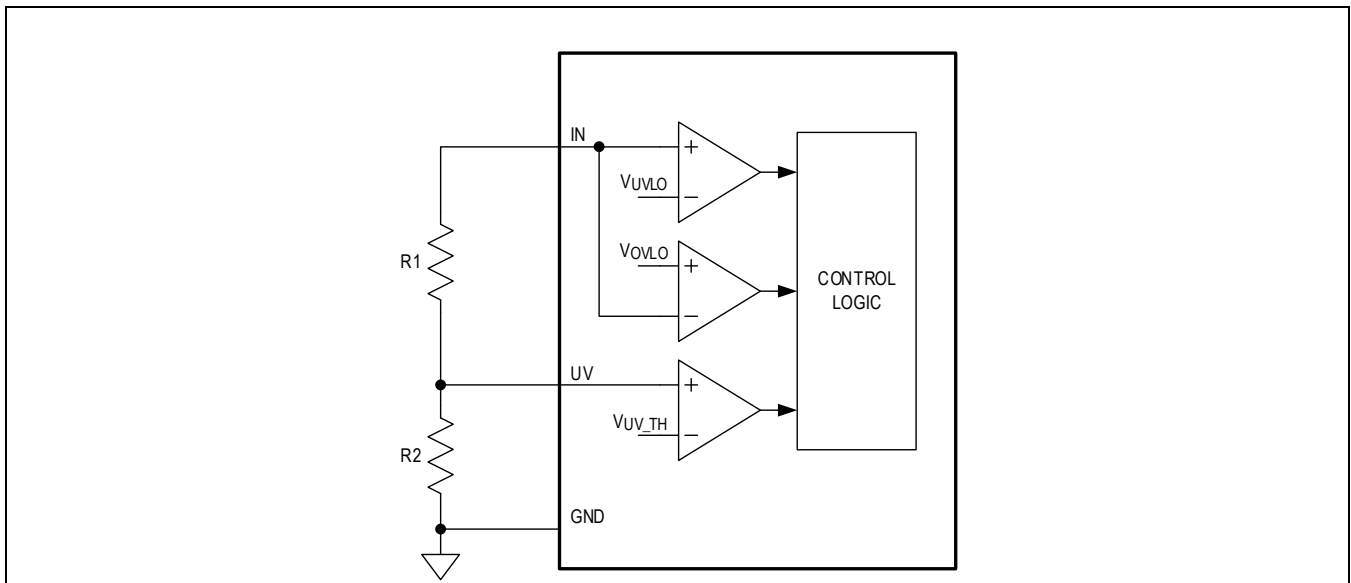 IN
+
VUVLO
−
R1
VOVLO
+
CONTROL
LOGIC
−
UV
+
VUV_TH
−
R2
GND